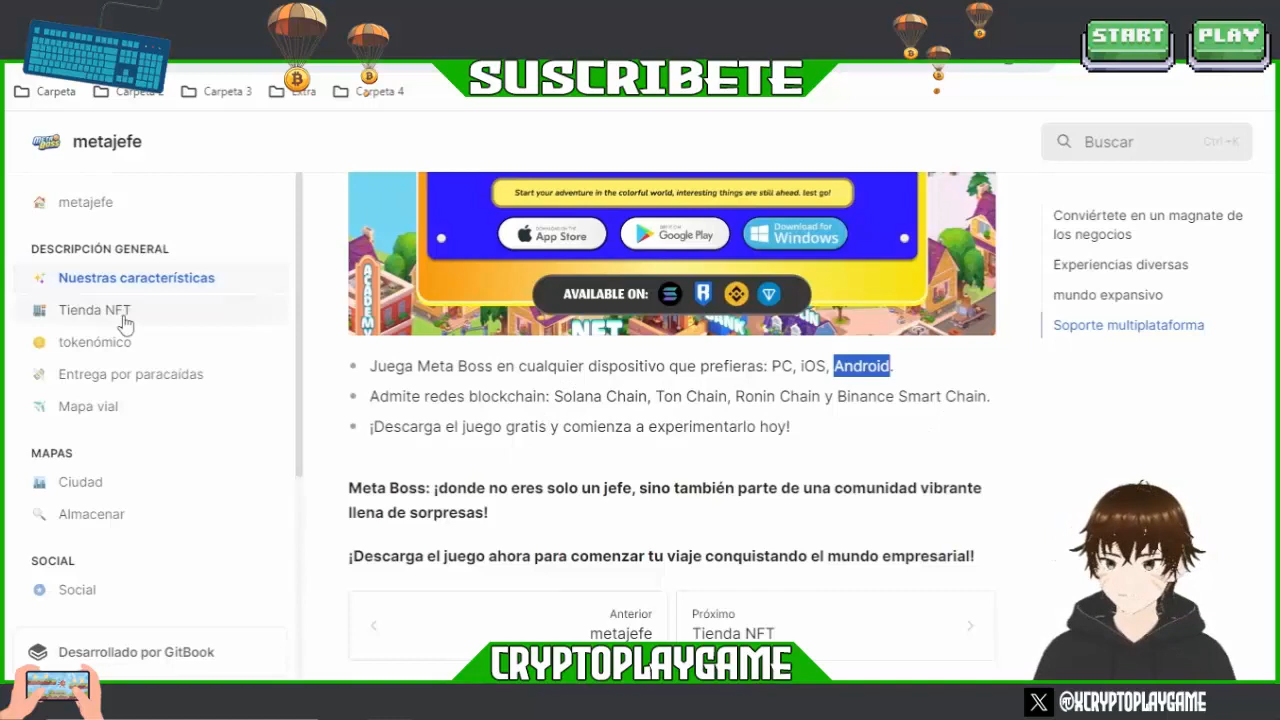 START
PLAY
SUSCRIBETE
Carpeta
Carpeta 3
Extra
Carpeta 4
META BOSS
metajefe
Buscar
Ctrl+K
metajefe
DESCRIPCIÓN GENERAL
Nuestras características
Tienda NFT
tokenómico
Entrega por paracaídas
Mapa vial
MAPAS
Ciudad
Almacenar
SOCIAL
Social
Desarrollado por GitBook
Start your adventure in the colorful world, interesting things are still ahead. lest go!
App Store
Google Play
Download for
Windows
AVAILABLE ON:
ACADEMY
NFT
BANK
Juega Meta Boss en cualquier dispositivo que prefieras: PC, iOS, Android.
Admite redes blockchain: Solana Chain, Ton Chain, Ronin Chain y Binance Smart Chain.
¡Descarga el juego gratis y comienza a experimentarlo hoy!
Meta Boss: ¡donde no eres solo un jefe, sino también parte de una comunidad vibrante
llena de sorpresas!
¡Descarga el juego ahora para comenzar tu viaje conquistando el mundo empresarial!
Anterior
metajefe
Próximo
Tienda NFT
Conviértete en un magnate de
los negocios
Experiencias diversas
mundo expansivo
Soporte multiplataforma
CRYPTOPLAYGAME
X @XCRYPTOPLAYGAME